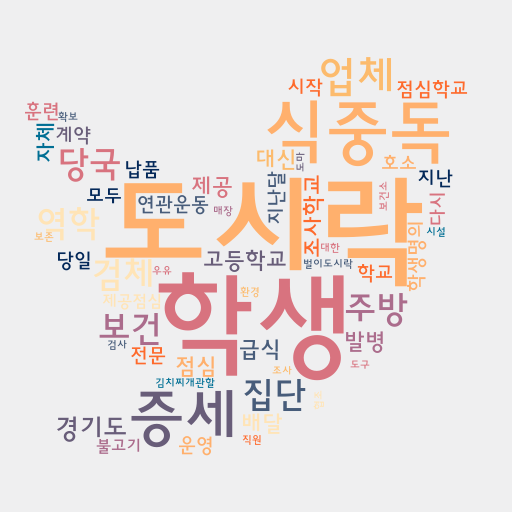 업체
시작
점심학교
식중독
훈련
확보
자체
계약
당국
납품
대신
호소
지난
모두
제공
지난달
조사학교
보건소
다시
도시락
연관운동
매장
역학
보존
학생명의
시설
대한
당일
검체
우유
고등학교
벌이도시락
학교
제공점심
환경
학생
주방
보건
검사
전문
급식
발병
점심
조사
도구
김치찌개관할
집단
증세
경기도
불고기
운영
배달
직원